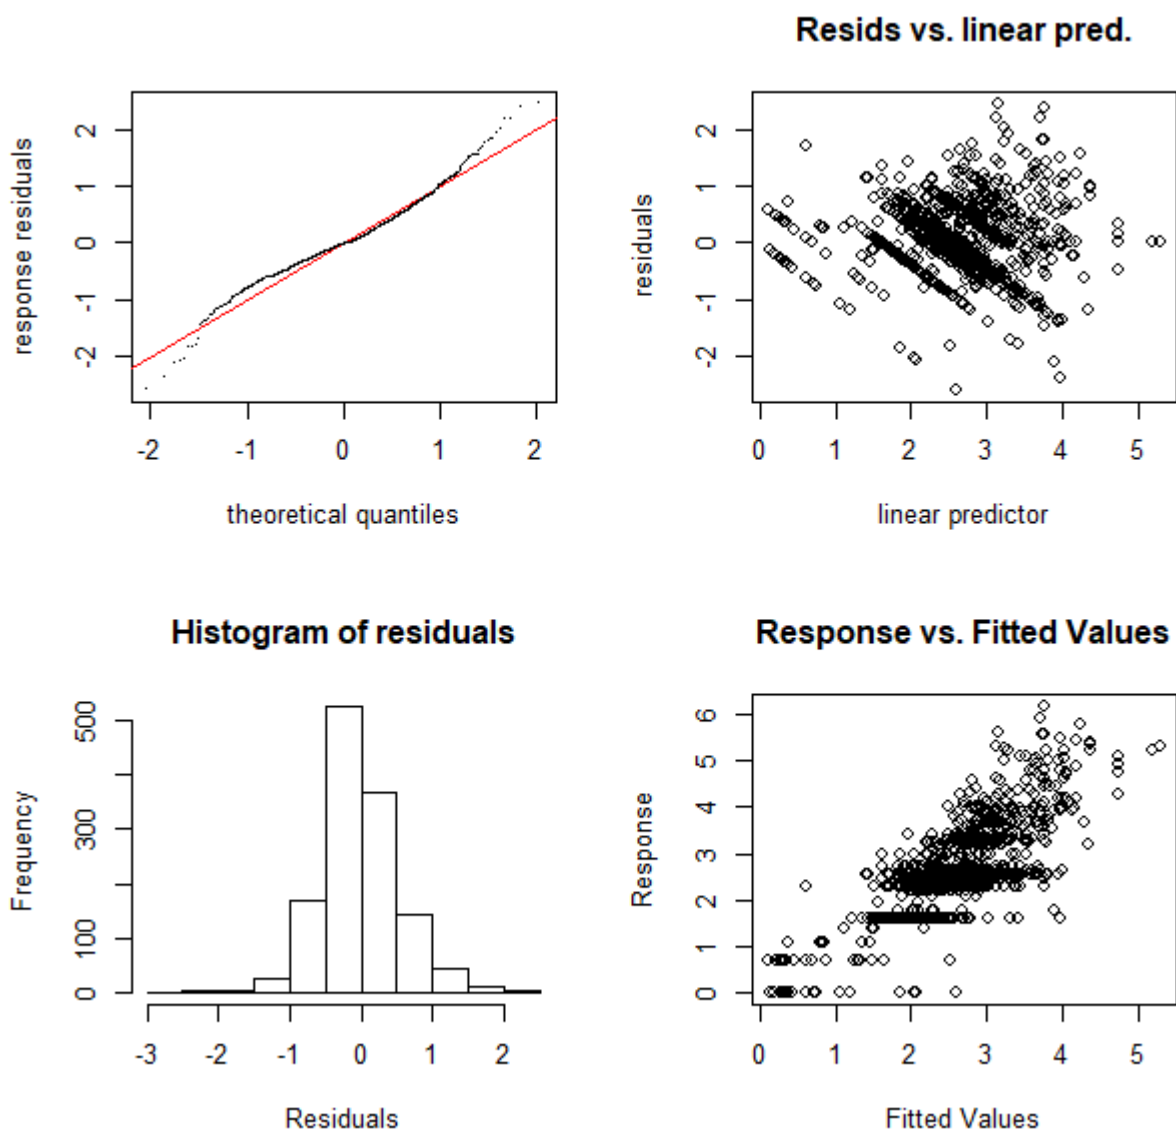 Resids vs. linear pred.
response residuals
-2 -1 0 1 2
-2 -1 0 1 2
theoretical quantiles
residuals
-2 -1 0 1 2
0 1 2 3 4 5
linear predictor
Histogram of residuals
Frequency
0 100 300 500
-3 -2 -1 0 1 2
Residuals
Response vs. Fitted Values
Response
0 1 2 3 4 5 6
0 1 2 3 4 5
Fitted Values